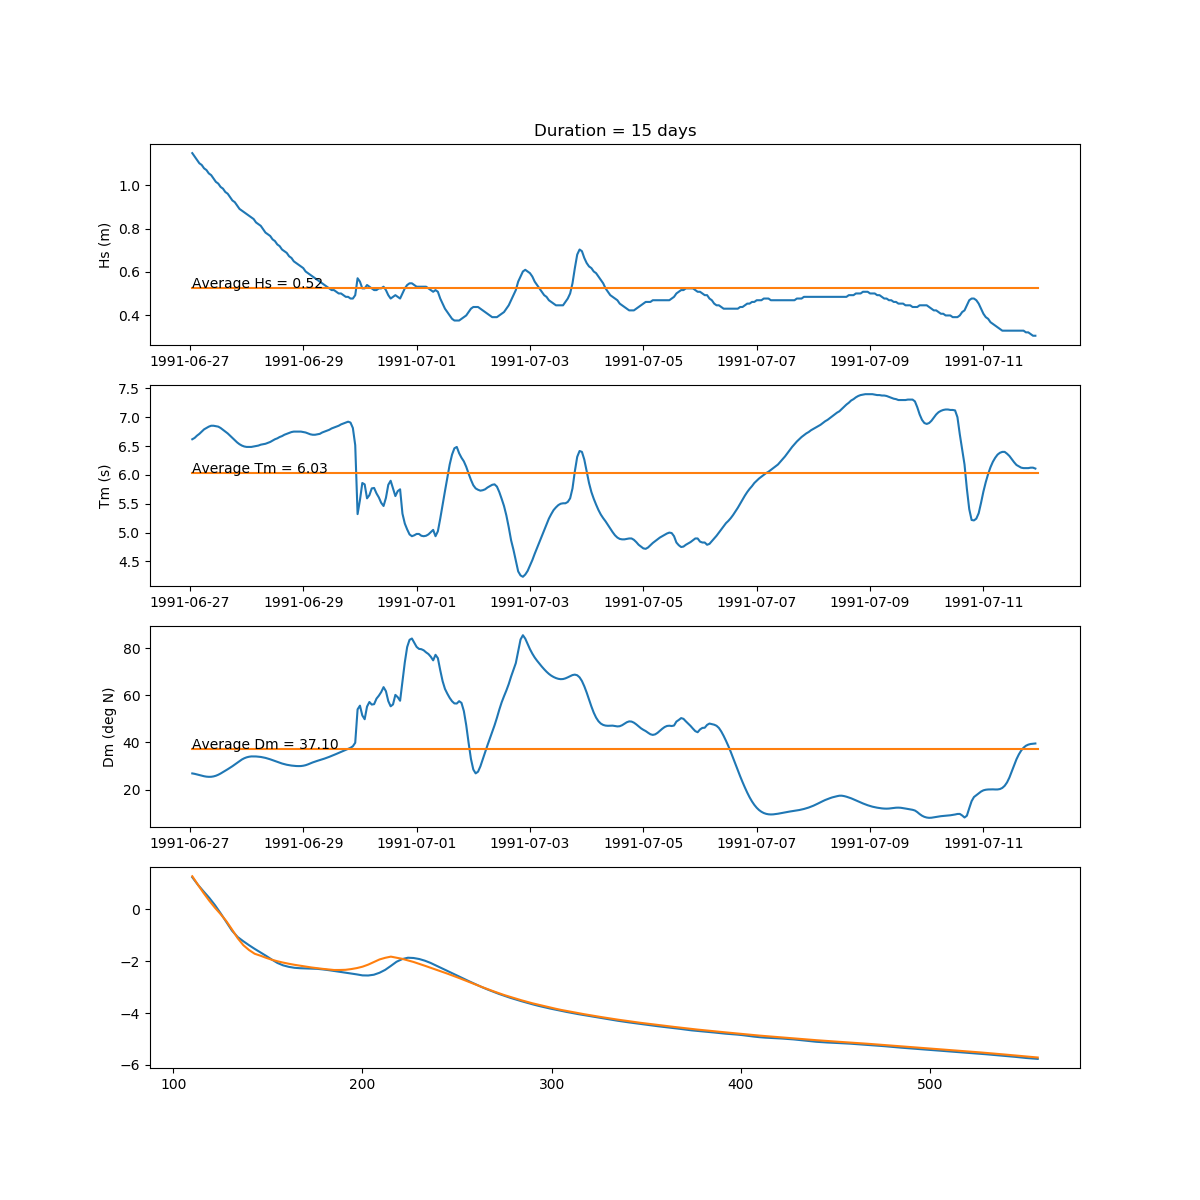 Duration = 15 days
Hs (m)
1.0
0.8
0.6
0.4
Average Hs = 0.52
1991-06-27 1991-06-29 1991-07-01 1991-07-03 1991-07-05 1991-07-07 1991-07-09 1991-07-11
Tm (s)
7.5
7.0
6.5
6.0
5.5
5.0
4.5
Average Tm = 6.03
1991-06-27 1991-06-29 1991-07-01 1991-07-03 1991-07-05 1991-07-07 1991-07-09 1991-07-11
Dm (deg N)
80
60
40
20
Average Dm = 37.10
1991-06-27 1991-06-29 1991-07-01 1991-07-03 1991-07-05 1991-07-07 1991-07-09 1991-07-11
0
−2
−4
−6
100 200 300 400 500